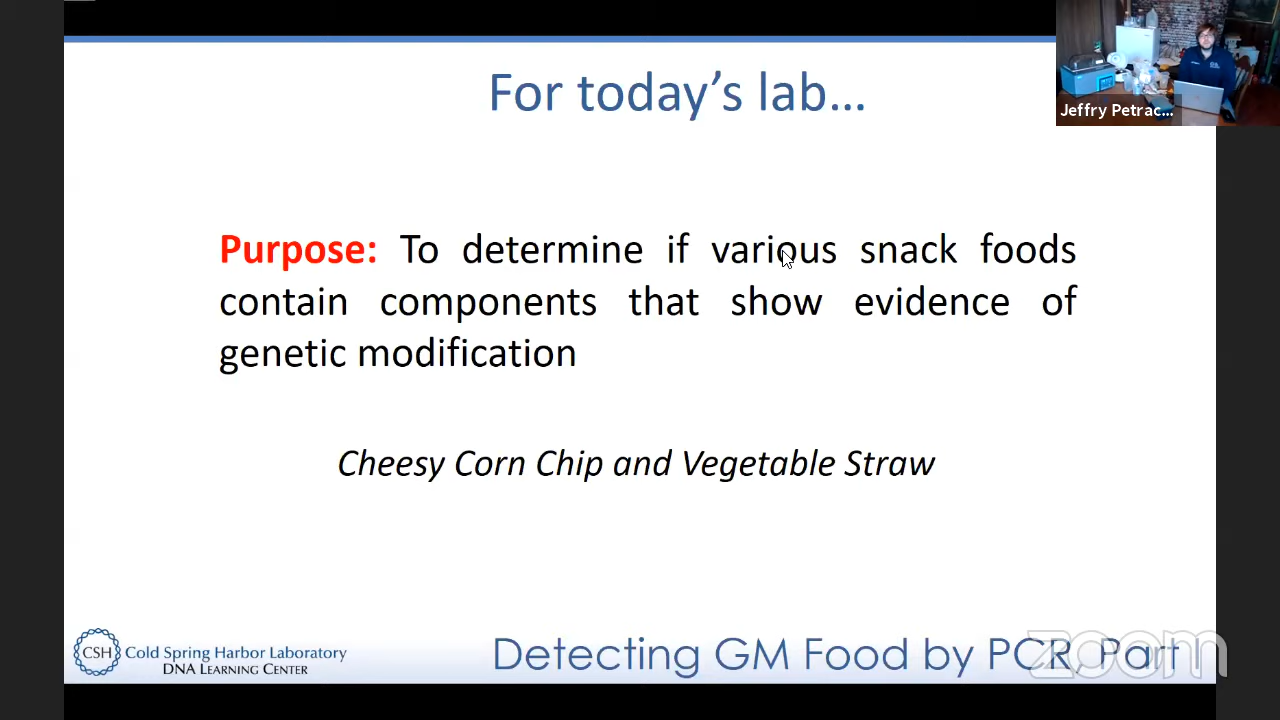 For today’s lab…
Jeffry Petrac...
Purpose: To determine if various snack foods
contain components that show evidence of
genetic modification
Cheesy Corn Chip and Vegetable Straw
CSH Cold Spring Harbor Laboratory
DNA LEARNING CENTER
Detecting GM Food by PCR, Part
zoom